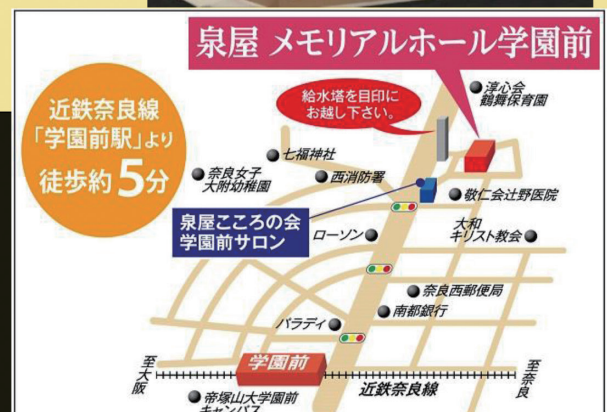 泉屋 メモリアルホール学園前
近鉄奈良線
「学園前駅」より
徒歩約5分
給水塔を目印に
お越し下さい。
淳心会
鶴舞保育園
七福神社
奈良女子
大附幼稚園
西消防署
敬仁会辻野医院
泉屋こころの会
学園前サロン
ローソン
大和
キリスト教会
奈良西郵便局
南都銀行
パラディ
至大阪
学園前
近鉄奈良線
至奈良
帝塚山大学園前
キャンパス